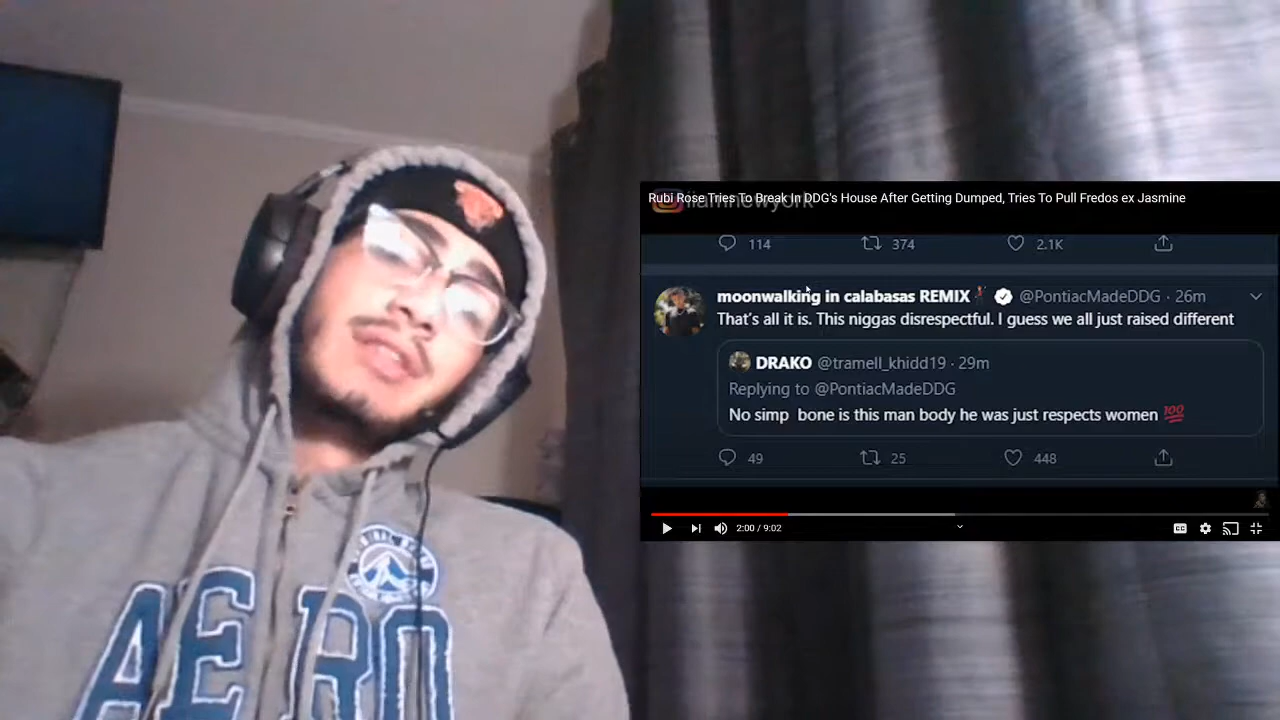 Rubi Rose Tries To Break In DDG's House After Getting Dumped, Tries To Pull Fredos ex Jasmine
114 374 2.1K
moonwalking in calabasas REMIX @PontiacMadeDDG · 26m
That's all it is. This niggas disrespectful. I guess we all just raised different
DRAKO @tramell_khidd19 · 29m
Replying to @PontiacMadeDDG
No simp bone is this man body he was just respects women 💯
49 25 448
2:00 / 9:02
CC
AERO